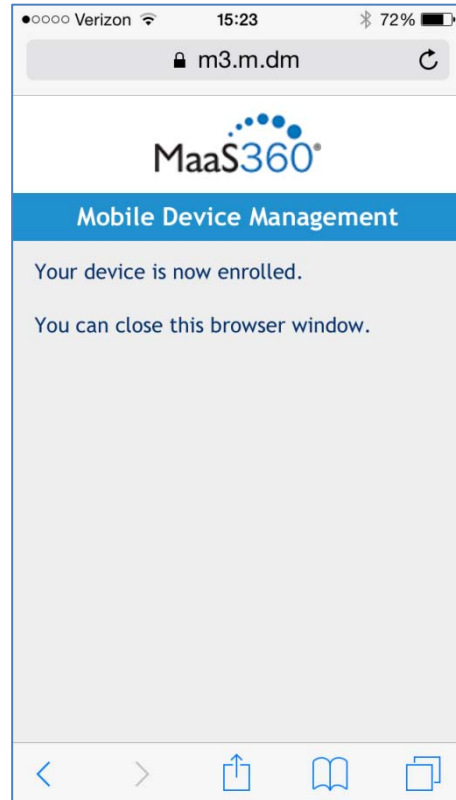 Verizon 15:23 72%
m3.m.dm
MaaS360®
Mobile Device Management
Your device is now enrolled.
You can close this browser window.